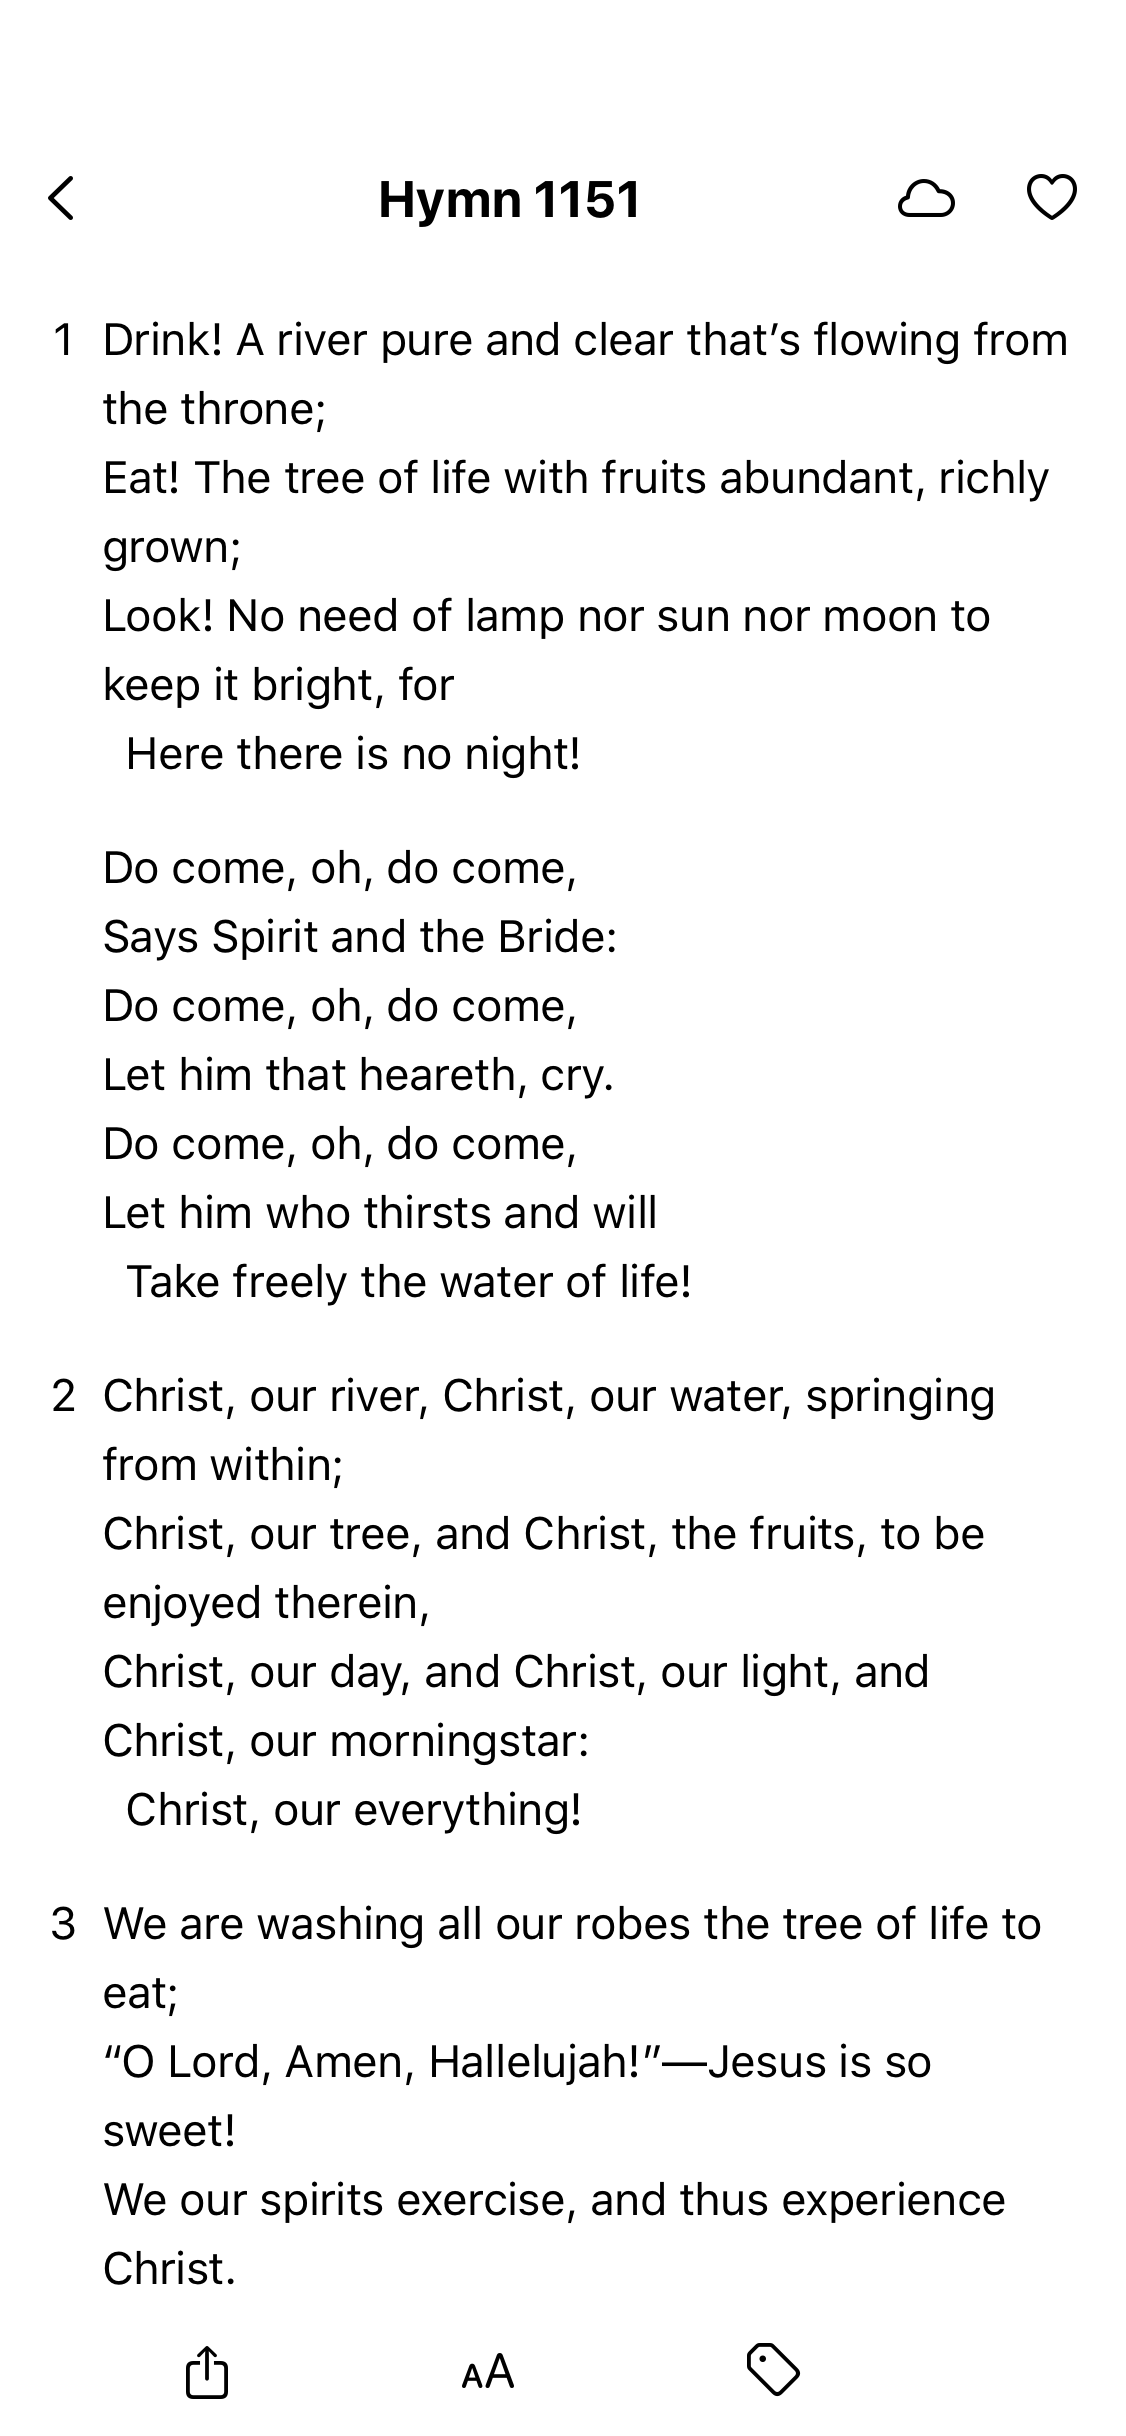 Hymn 1151
1 Drink! A river pure and clear that’s flowing from
the throne;
Eat! The tree of life with fruits abundant, richly
grown;
Look! No need of lamp nor sun nor moon to
keep it bright, for
Here there is no night!
Do come, oh, do come,
Says Spirit and the Bride:
Do come, oh, do come,
Let him that heareth, cry.
Do come, oh, do come,
Let him who thirsts and will
Take freely the water of life!
2 Christ, our river, Christ, our water, springing
from within;
Christ, our tree, and Christ, the fruits, to be
enjoyed therein,
Christ, our day, and Christ, our light, and
Christ, our morningstar:
Christ, our everything!
3 We are washing all our robes the tree of life to
eat;
“O Lord, Amen, Hallelujah!”—Jesus is so
sweet!
We our spirits exercise, and thus experience
Christ.
AA